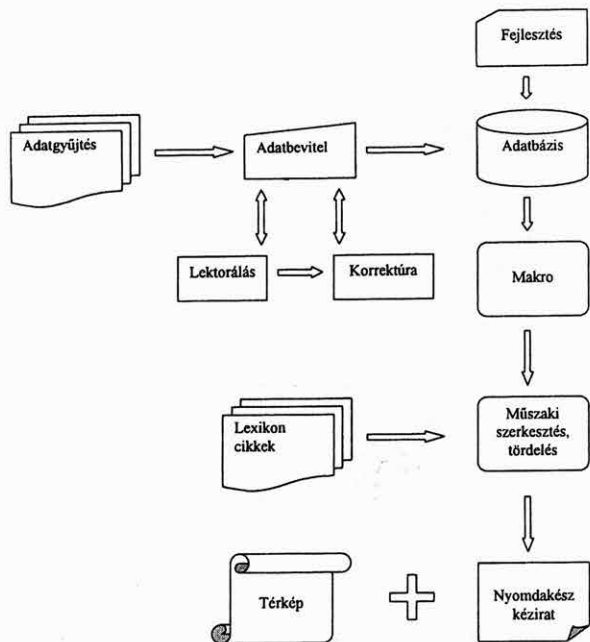 Fejlesztés
Adatgyűjtés
Adatbevitel
Adatbázis
Lektorálás
Korrektúra
Makro
Lexikon
cikkek
Műszaki
szerkesztés,
tördelés
Térkép
Nyomdakész
kézirat